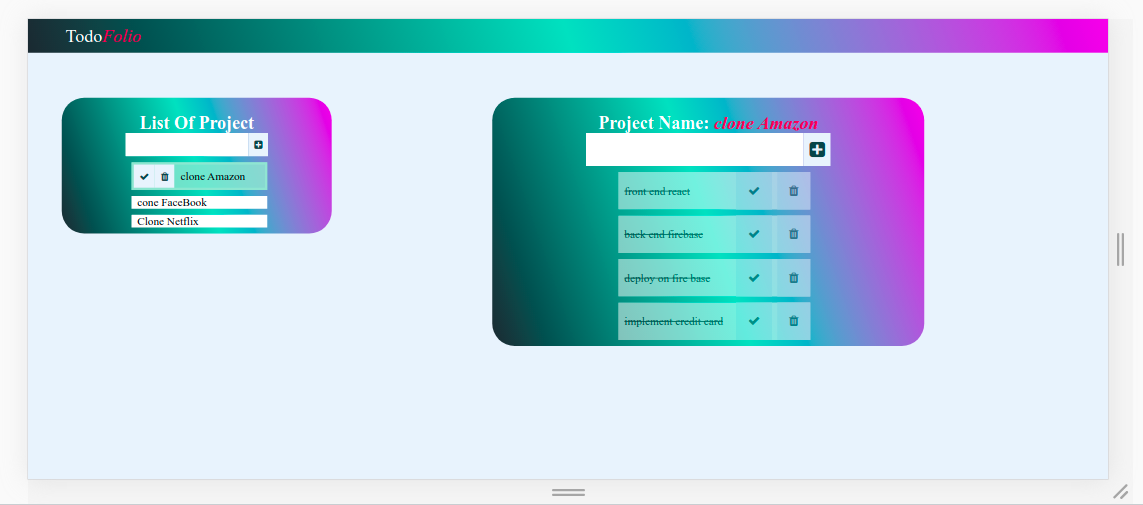 TodoFolio
List Of Project
clone Amazon
cone FaceBook
Clone Netflix
Project Name: clone Amazon
front end react
back end firebase
deploy on fire base
implement credit card